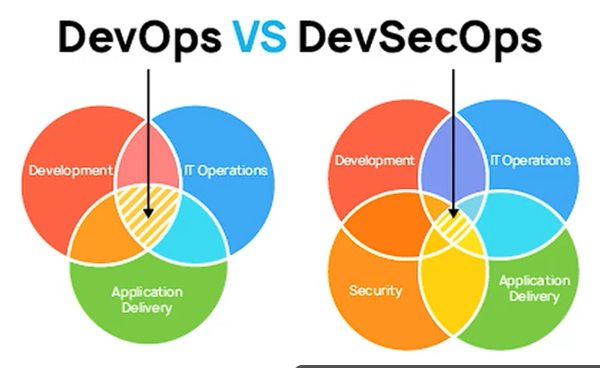 DevOps VS DevSecOps
Development
IT Operations
Application
Delivery
Development
IT Operations
Security
Application
Delivery